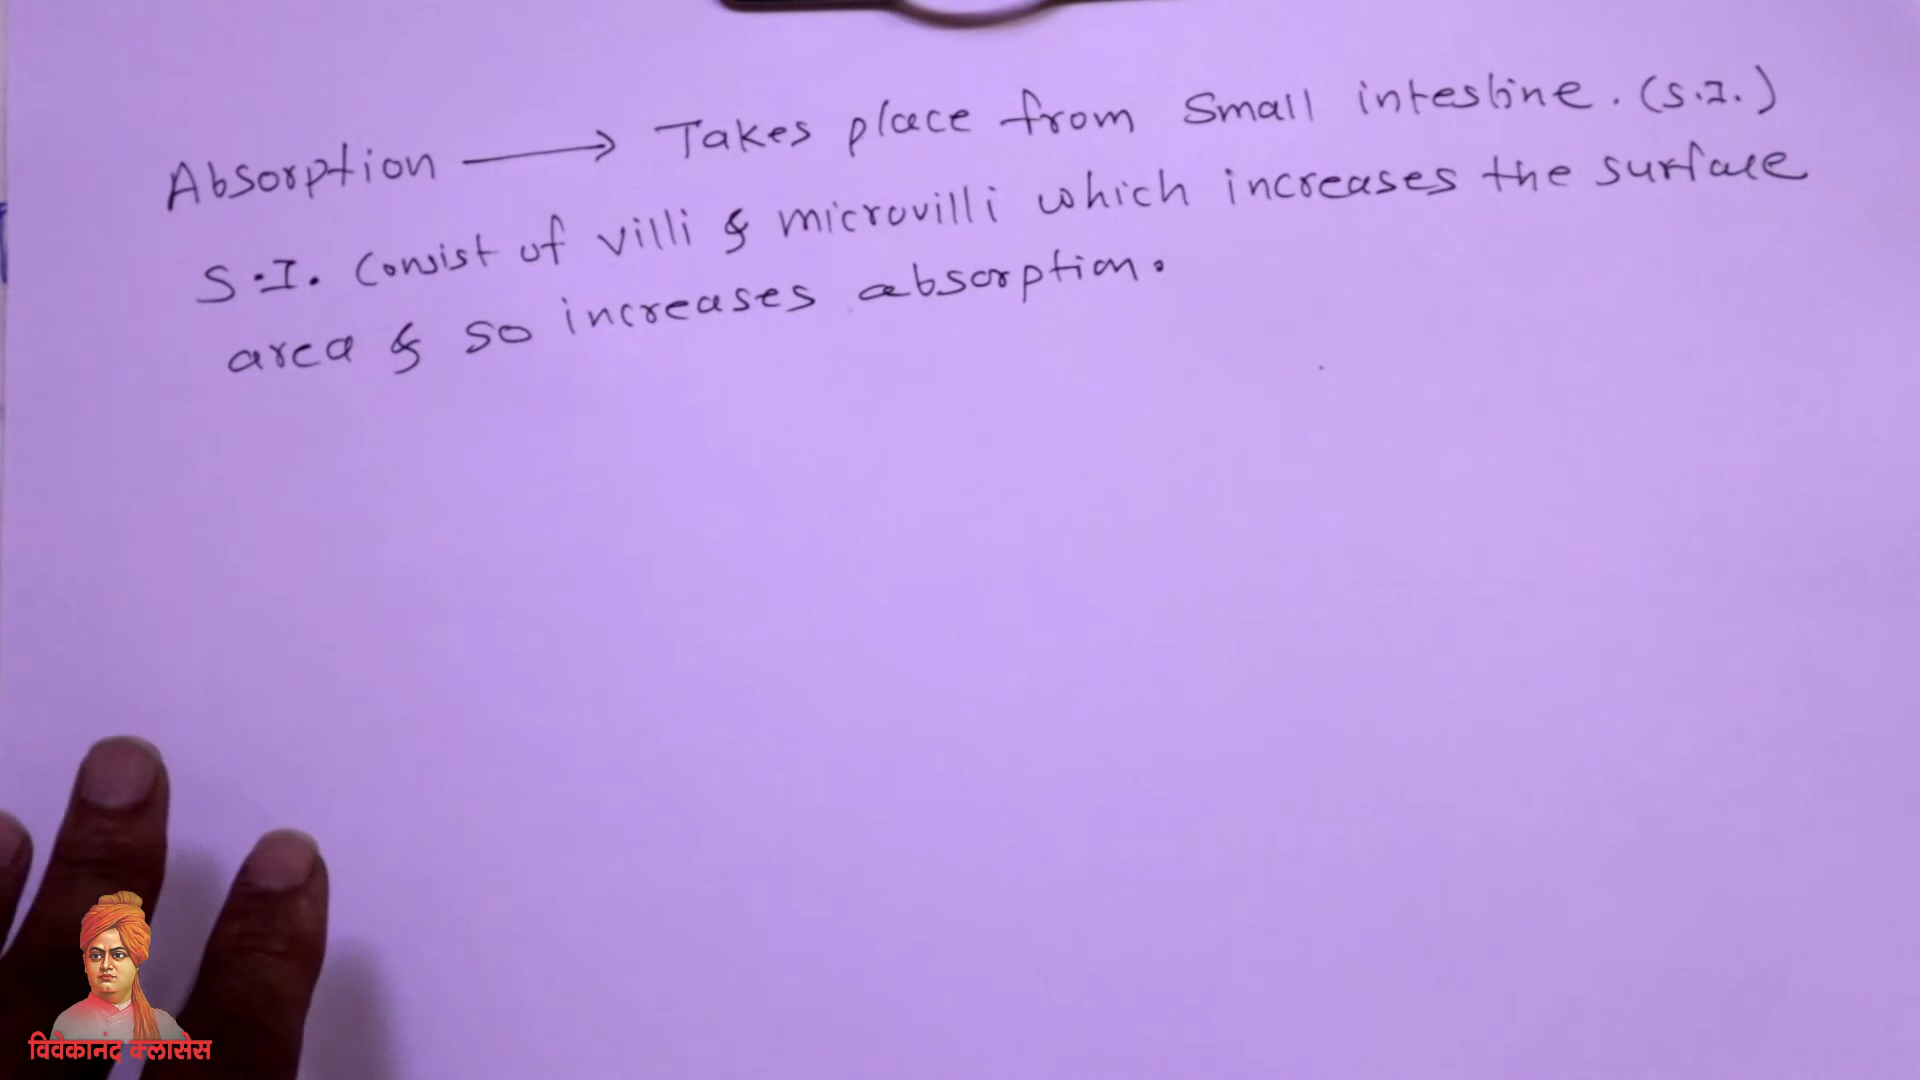 Absorption → Takes place from small intestine. (S.I.)
S.I. Consist of villi & microvilli which increases the surface
area & so increases absorption.
विवेकानंद क्लासेस